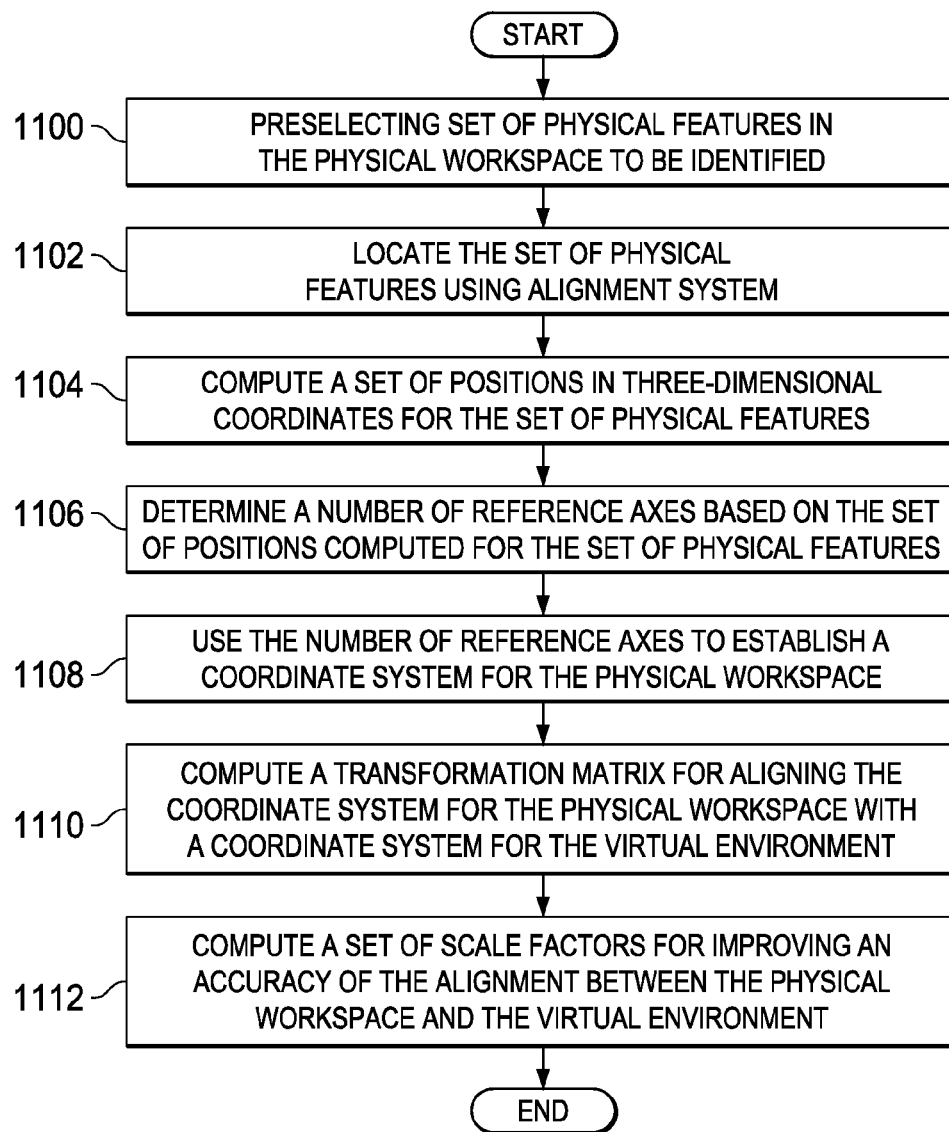 START
1100
PRESELECTING SET OF PHYSICAL FEATURES IN
THE PHYSICAL WORKSPACE TO BE IDENTIFIED
1102
LOCATE THE SET OF PHYSICAL
FEATURES USING ALIGNMENT SYSTEM
1104
COMPUTE A SET OF POSITIONS IN THREE-DIMENSIONAL
COORDINATES FOR THE SET OF PHYSICAL FEATURES
1106
DETERMINE A NUMBER OF REFERENCE AXES BASED ON THE SET
OF POSITIONS COMPUTED FOR THE SET OF PHYSICAL FEATURES
1108
USE THE NUMBER OF REFERENCE AXES TO ESTABLISH A
COORDINATE SYSTEM FOR THE PHYSICAL WORKSPACE
1110
COMPUTE A TRANSFORMATION MATRIX FOR ALIGNING THE
COORDINATE SYSTEM FOR THE PHYSICAL WORKSPACE WITH
A COORDINATE SYSTEM FOR THE VIRTUAL ENVIRONMENT
1112
COMPUTE A SET OF SCALE FACTORS FOR IMPROVING AN
ACCURACY OF THE ALIGNMENT BETWEEN THE PHYSICAL
WORKSPACE AND THE VIRTUAL ENVIRONMENT
END